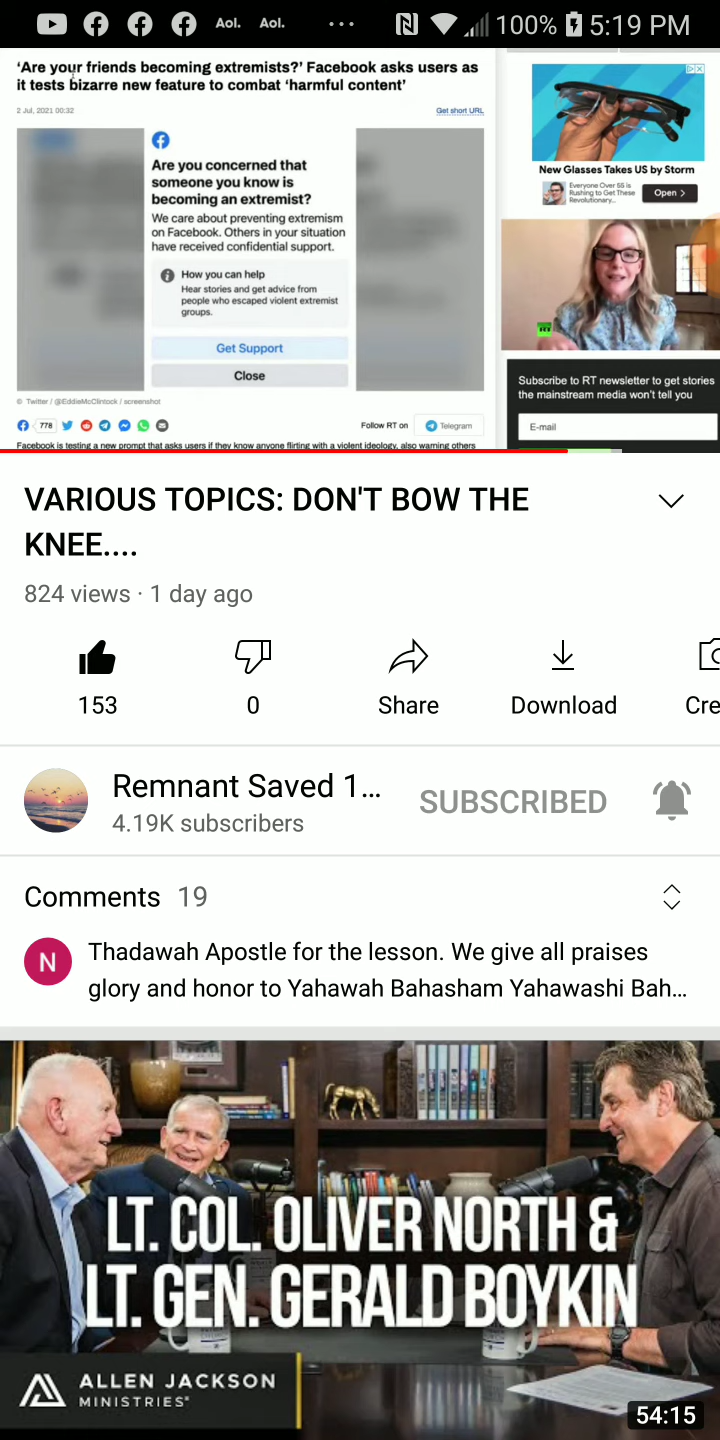 Aol. Aol. ... 100% 5:19 PM
'Are your friends becoming extremists?' Facebook asks users as
it tests bizarre new feature to combat 'harmful content'
2 Jul, 2021 00:32
Get short URL
Are you concerned that
someone you know is
becoming an extremist?
We care about preventing extremism
on Facebook. Others in your situation
have received confidential support.
How you can help
Hear stories and get advice from
people who escaped violent extremist
groups.
Get Support
Close
© Twitter / @EddieMcClintock / screenshot
778
Follow RT on
Telegram
Facebook is testing a new prompt that asks users if they know anyone flirting with a violent ideology, also warning others
New Glasses Takes US by Storm
Everyone Over 55 is
Rushing to Get These
Revolutionary...
Open >
RT
Subscribe to RT newsletter to get stories
the mainstream media won't tell you
E-mail
VARIOUS TOPICS: DON'T BOW THE
KNEE....
824 views · 1 day ago
153
0
Share
Download
Cre
Remnant Saved 1...
4.19K subscribers
SUBSCRIBED
Comments 19
N
Thadawah Apostle for the lesson. We give all praises
glory and honor to Yahawah Bahasham Yahawashi Bah...
LT. COL. OLIVER NORTH &
LT. GEN. GERALD BOYKIN
ALLEN JACKSON
MINISTRIES®
54:15